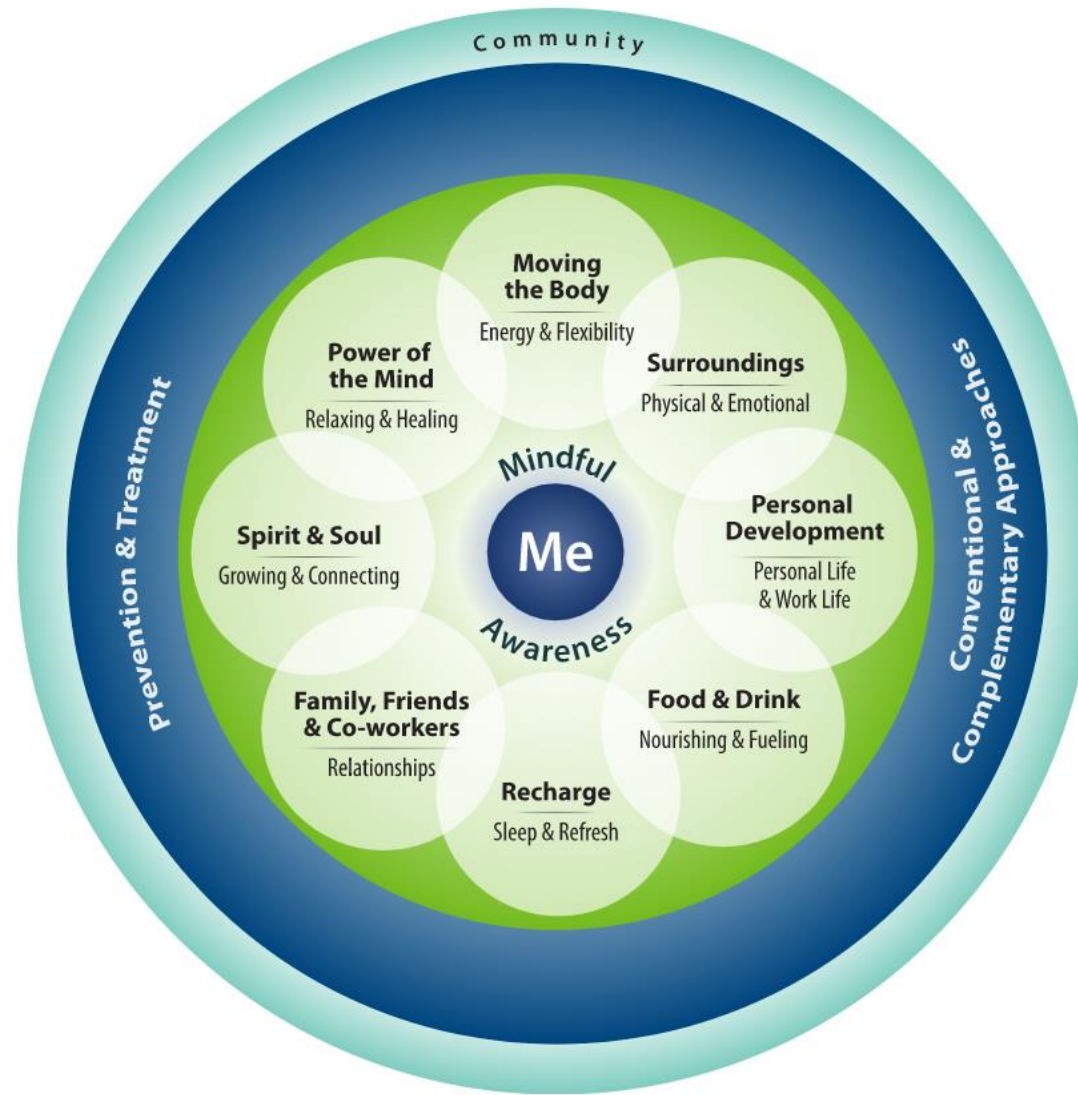 Community
Prevention & Treatment
Conventional &
Complementary Approaches
Moving
the Body
Energy & Flexibility
Surroundings
Physical & Emotional
Personal
Development
Personal Life
& Work Life
Food & Drink
Nourishing & Fueling
Recharge
Sleep & Refresh
Family, Friends
& Co-workers
Relationships
Spirit & Soul
Growing & Connecting
Power of
the Mind
Relaxing & Healing
Mindful
Me
Awareness